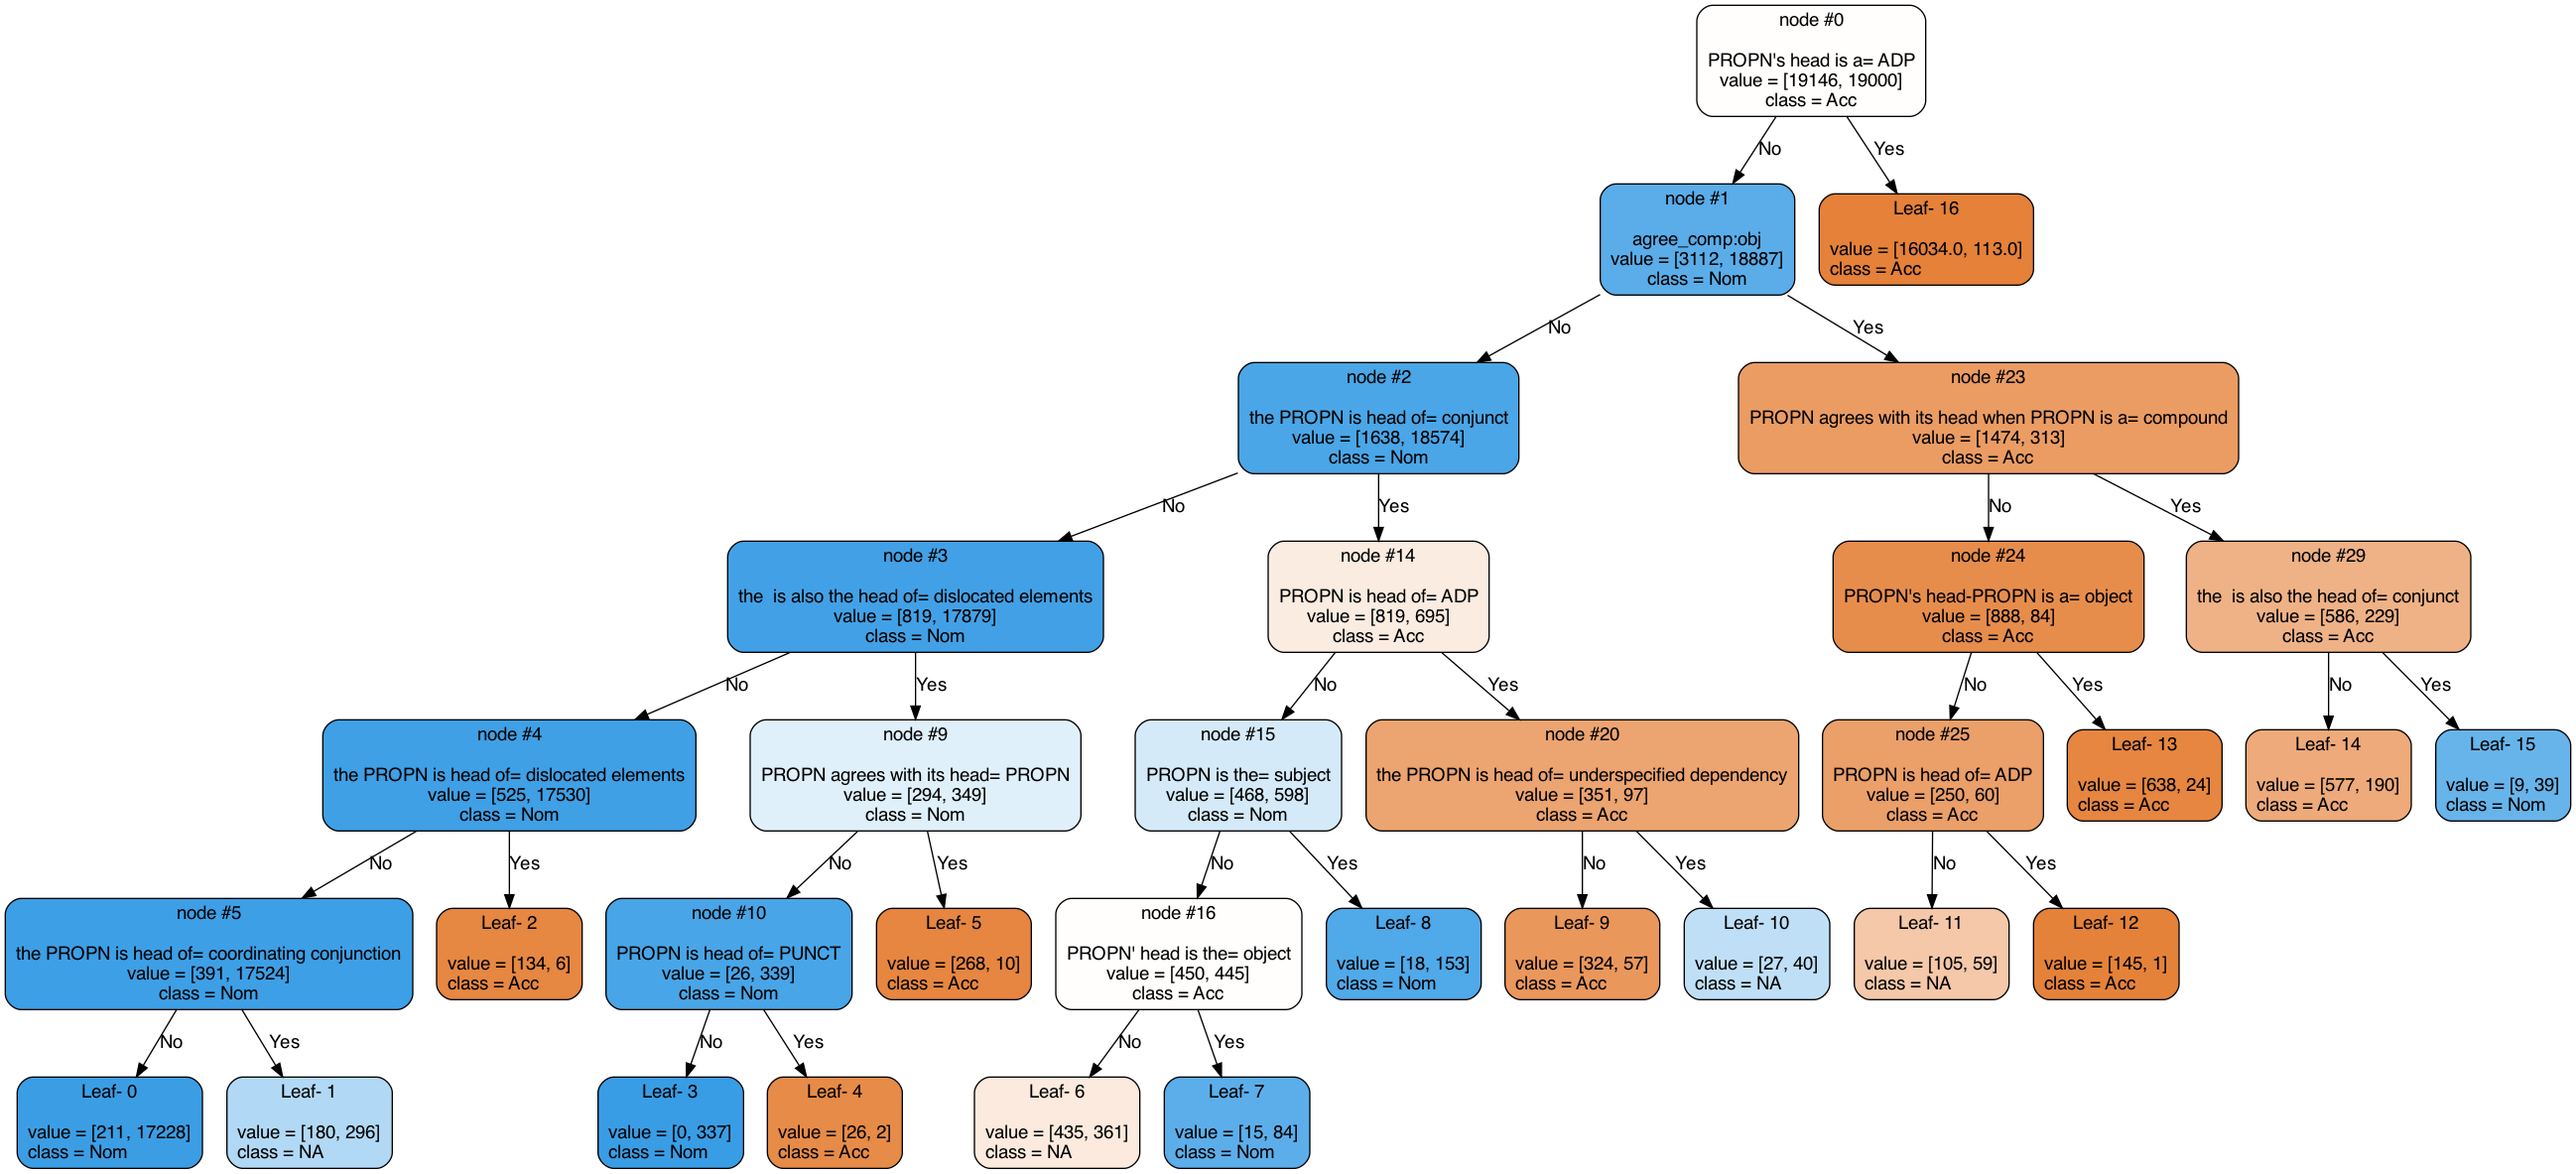 node #0
PROPN's head is a= ADP
value = [19146, 19000]
class = Acc
No
Yes
node #1
agree_comp:obj
value = [3112, 18887]
class = Nom
Leaf- 16
value = [16034.0, 113.0]
class = Acc
No
Yes
node #2
the PROPN is head of= conjunct
value = [1638, 18574]
class = Nom
node #23
PROPN agrees with its head when PROPN is a= compound
value = [1474, 313]
class = Acc
No
Yes
No
Yes
node #3
the  is also the head of= dislocated elements
value = [819, 17879]
class = Nom
node #14
PROPN is head of= ADP
value = [819, 695]
class = Acc
node #24
PROPN's head-PROPN is a= object
value = [888, 84]
class = Acc
node #29
the  is also the head of= conjunct
value = [586, 229]
class = Acc
No
Yes
No
Yes
No
Yes
No
Yes
node #4
the PROPN is head of= dislocated elements
value = [525, 17530]
class = Nom
node #9
PROPN agrees with its head= PROPN
value = [294, 349]
class = Nom
node #15
PROPN is the= subject
value = [468, 598]
class = Nom
node #20
the PROPN is head of= underspecified dependency
value = [351, 97]
class = Acc
node #25
PROPN is head of= ADP
value = [250, 60]
class = Acc
Leaf- 13
value = [638, 24]
class = Acc
Leaf- 14
value = [577, 190]
class = Acc
Leaf- 15
value = [9, 39]
class = Nom
No
Yes
No
Yes
No
Yes
No
Yes
No
Yes
node #5
the PROPN is head of= coordinating conjunction
value = [391, 17524]
class = Nom
Leaf- 2
value = [134, 6]
class = Acc
node #10
PROPN is head of= PUNCT
value = [26, 339]
class = Nom
Leaf- 5
value = [268, 10]
class = Acc
node #16
PROPN' head is the= object
value = [450, 445]
class = Acc
Leaf- 8
value = [18, 153]
class = Nom
Leaf- 9
value = [324, 57]
class = Acc
Leaf- 10
value = [27, 40]
class = NA
Leaf- 11
value = [105, 59]
class = NA
Leaf- 12
value = [145, 1]
class = Acc
No
Yes
No
Yes
No
Yes
Leaf- 0
value = [211, 17228]
class = Nom
Leaf- 1
value = [180, 296]
class = NA
Leaf- 3
value = [0, 337]
class = Nom
Leaf- 4
value = [26, 2]
class = Acc
Leaf- 6
value = [435, 361]
class = NA
Leaf- 7
value = [15, 84]
class = Nom